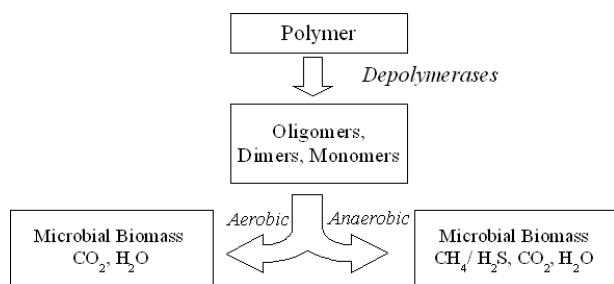 Polymer
Depolymerases
Oligomers,
Dimers, Monomers
Aerobic
Anaerobic
Microbial Biomass
CO₂, H₂O
Microbial Biomass
CH₄/ H₂S, CO₂, H₂O